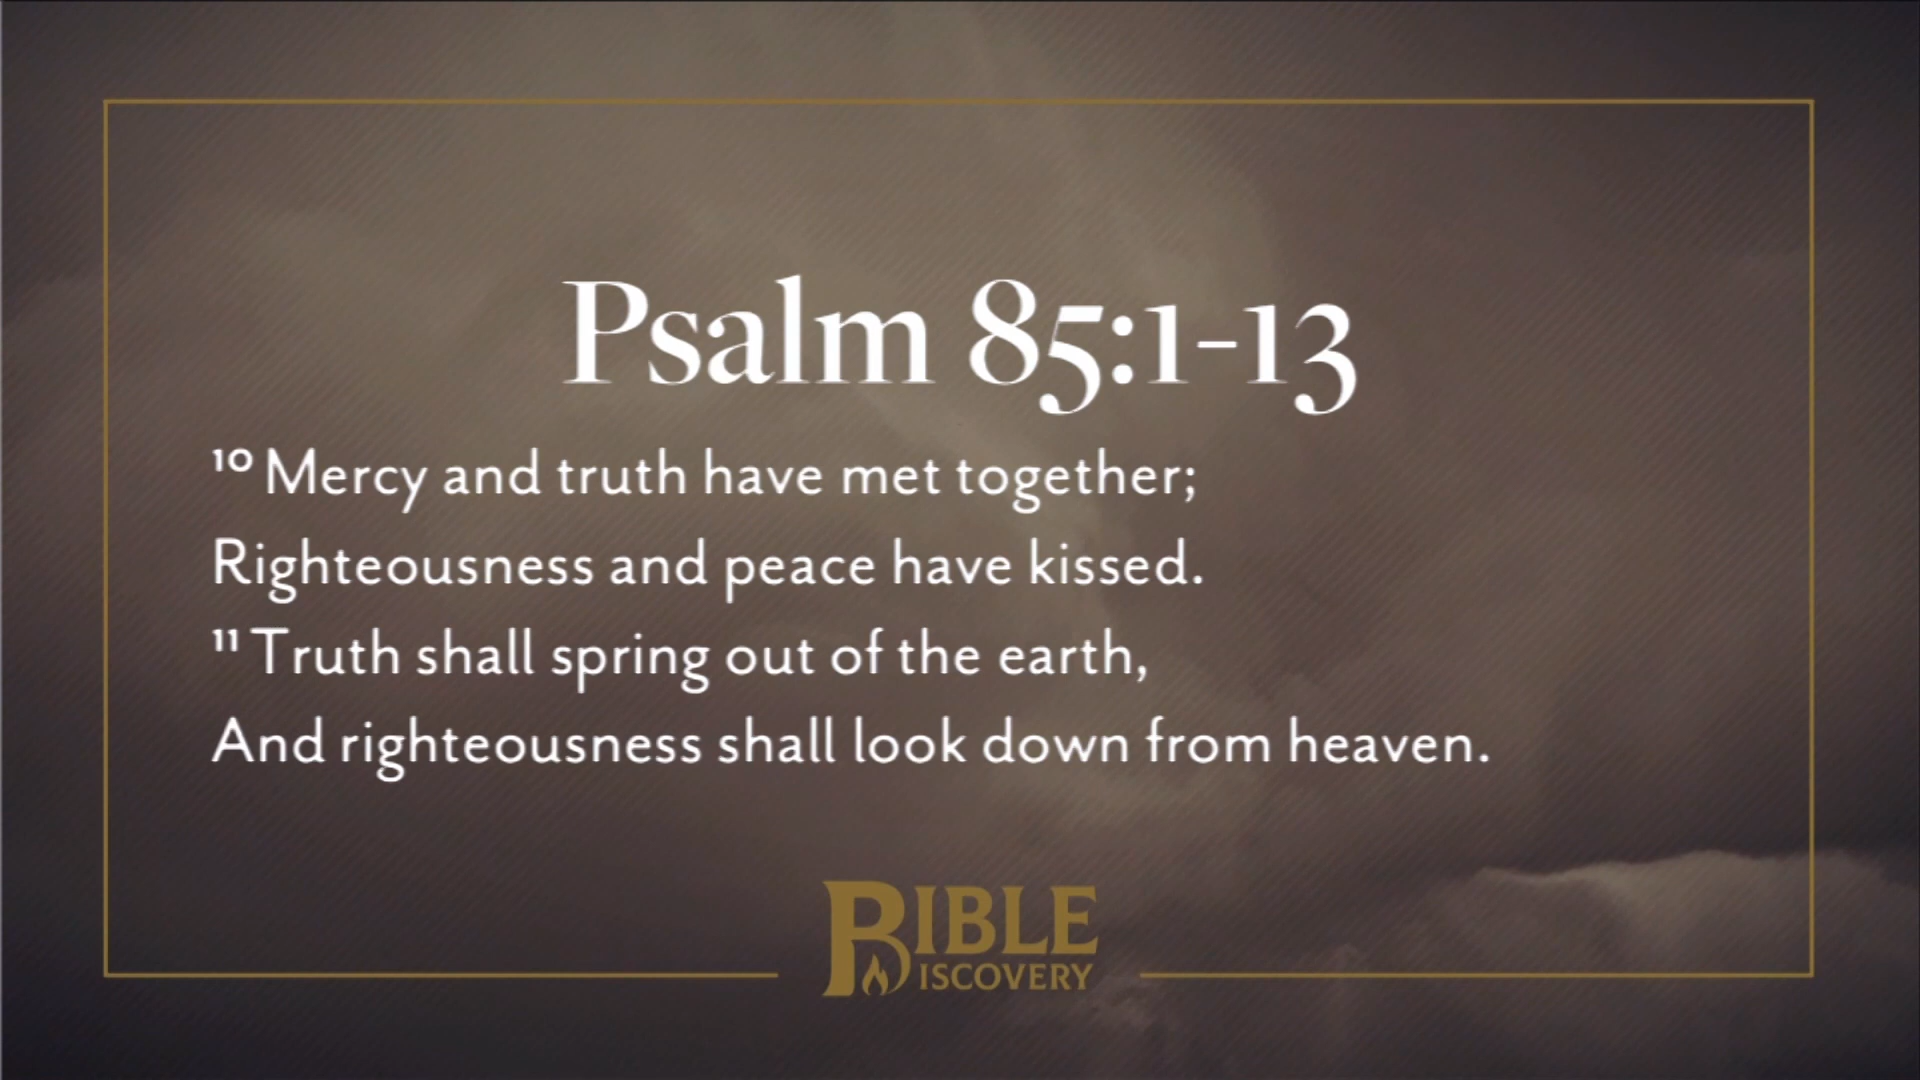 Psalm 85:1-13
¹⁰ Mercy and truth have met together;
Righteousness and peace have kissed.
¹¹ Truth shall spring out of the earth,
And righteousness shall look down from heaven.
BIBLE
DISCOVERY